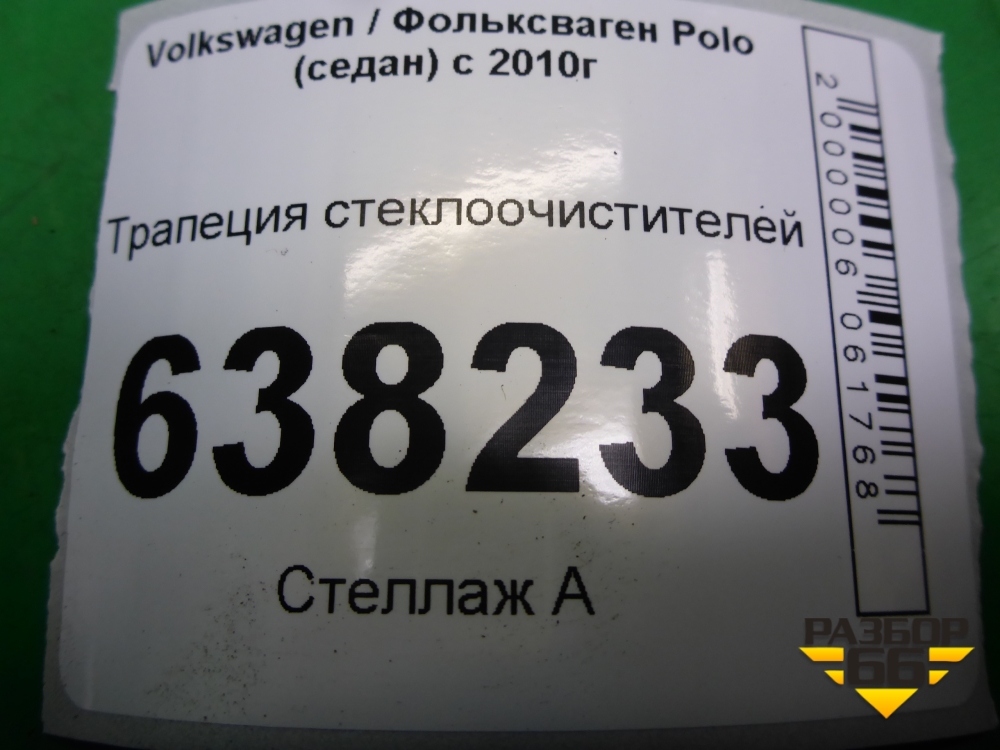 Volkswagen / Фольксваген Polo
(седан) с 2010г
Трапеция стеклоочистителей
638233
Стеллаж А
2000006061768
РАЗБОР
66